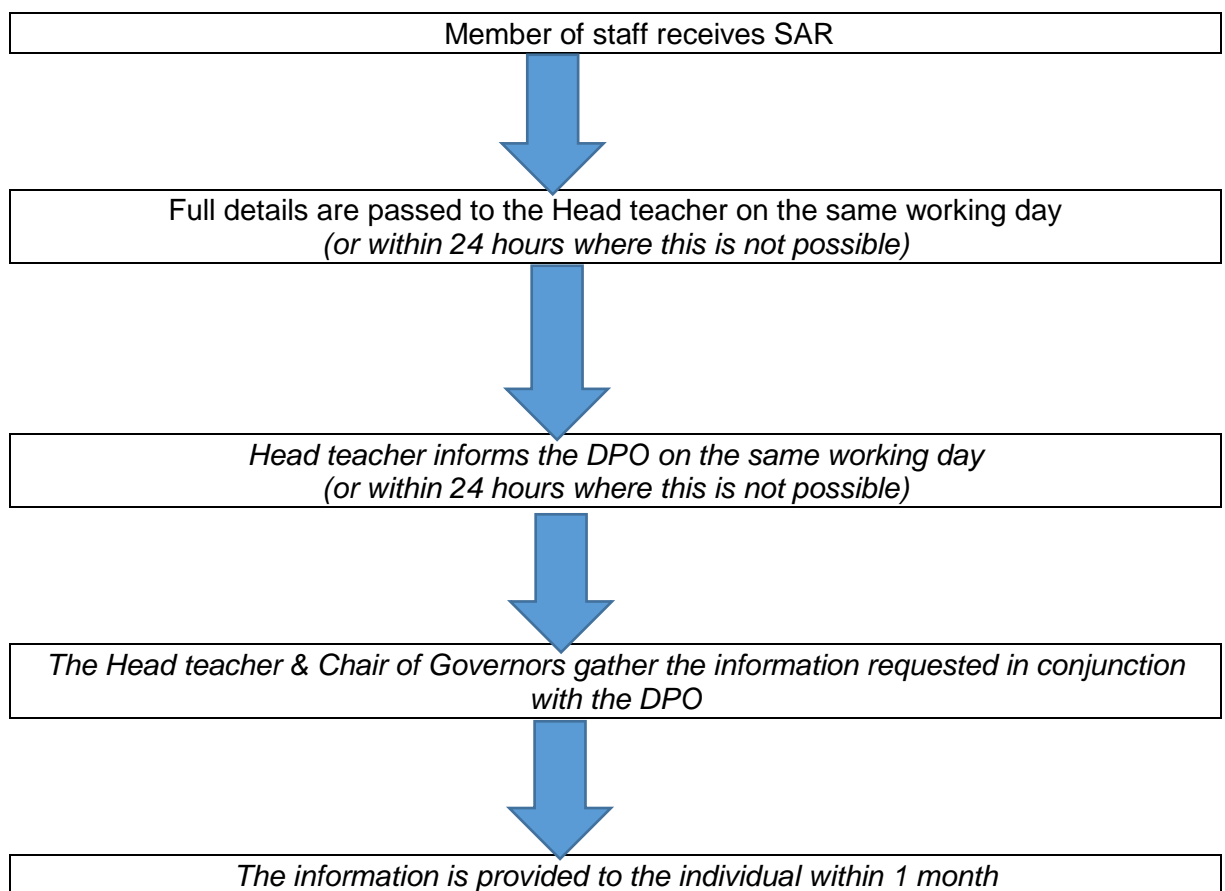 Member of staff receives SAR
Full details are passed to the Head teacher on the same working day
(or within 24 hours where this is not possible)
Head teacher informs the DPO on the same working day
(or within 24 hours where this is not possible)
The Head teacher & Chair of Governors gather the information requested in conjunction
with the DPO
The information is provided to the individual within 1 month